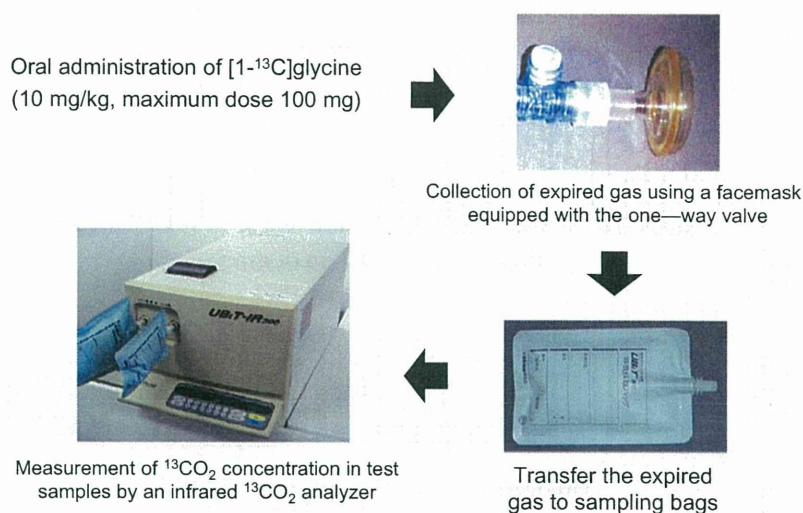 Oral administration of [1-¹³C]glycine
(10 mg/kg, maximum dose 100 mg)
Collection of expired gas using a facemask
equipped with the one—way valve
UBiT-IR300
Measurement of ¹³CO₂ concentration in test
samples by an infrared ¹³CO₂ analyzer
Transfer the expired
gas to sampling bags